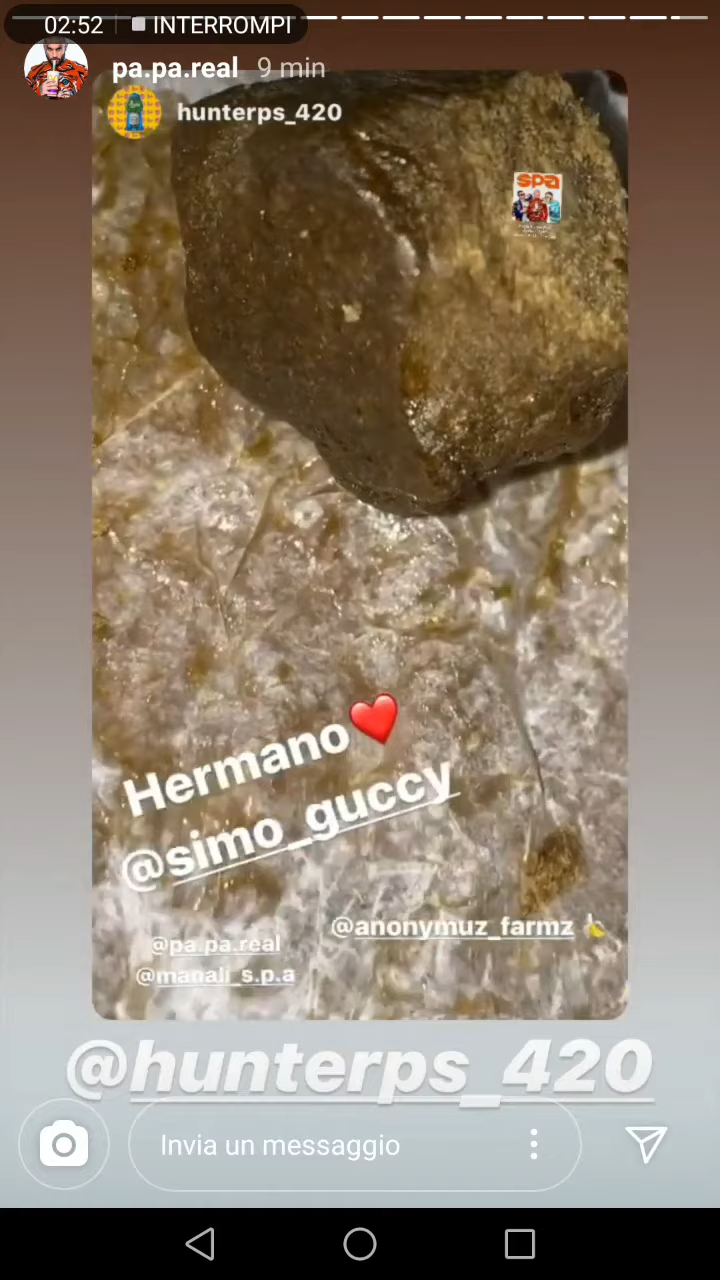 02:52 INTERROMPI
pa.pa.real 9 min
hunterps_420
spa
Hermano❤️
@simo_guccy
@anonymuz_farmz 🍌
@pa.pa.real
@manali_s.p.a
@hunterps_420
Invia un messaggio